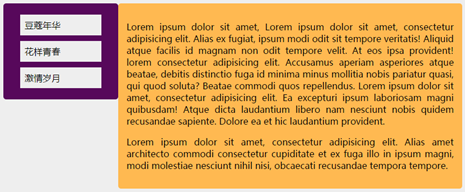 豆蔻年华
花样青春
激情岁月
Lorem ipsum dolor sit amet, Lorem ipsum dolor sit amet, consectetur
adipisicing elit. Alias ex fugiat, ipsum modi odit sit tempore veritatis! Aliquid
atque facilis id magnam non odit tempore velit. At eos ipsa provident!
lorem consectetur adipisicing elit. Accusamus aperiam asperiores atque
beatae, debitis distinctio fuga id minima minus mollitia nobis pariatur quasi,
qui quod soluta? Beatae commodi quos repellendus. Lorem ipsum dolor sit
amet, consectetur adipisicing elit. Ea excepturi ipsum laboriosam magni
quibusdam! Atque dicta laudantium libero nam nesciunt nobis quidem
recusandae sapiente. Dolore ea et hic laudantium provident.
Lorem ipsum dolor sit amet, consectetur adipisicing elit. Alias amet
architecto commodi consectetur cupiditate et ex fuga illo in ipsum magni,
modi molestiae nesciunt nihil nisi, obcaecati recusandae tempora tempore.